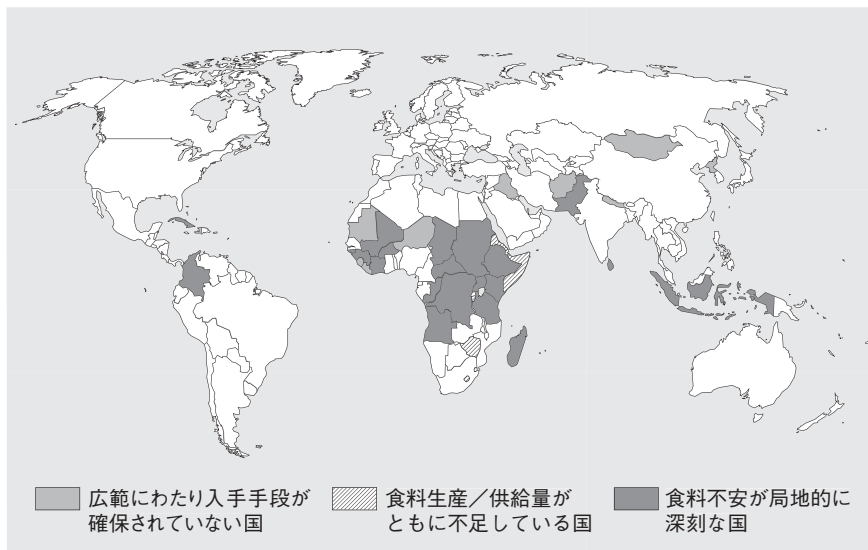 広範にわたり入手手段が
確保されていない国
食料生産／供給量が
ともに不足している国
食料不安が局地的に
深刻な国